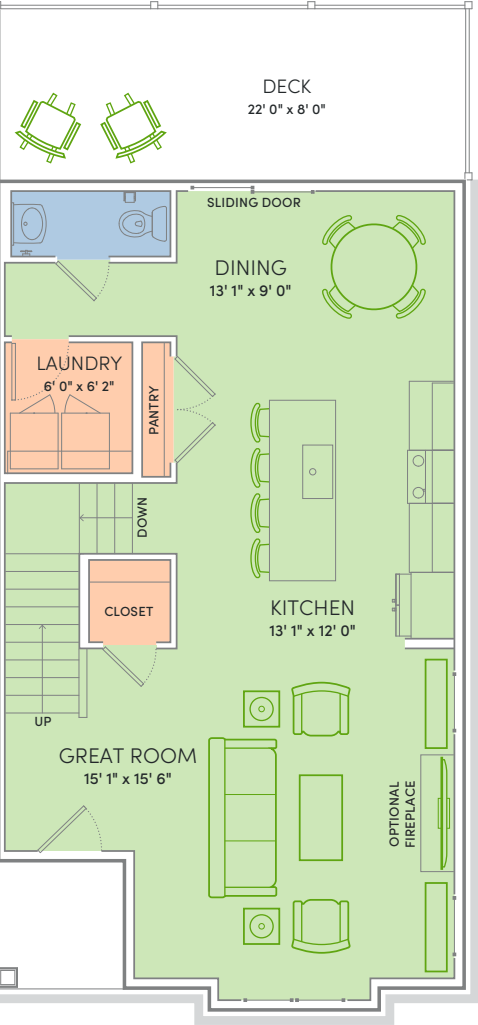 DECK
22' 0" x 8' 0"
SLIDING DOOR
DINING
13' 1" x 9' 0"
LAUNDRY
6' 0" x 6' 2"
PANTRY
DOWN
CLOSET
KITCHEN
13' 1" x 12' 0"
UP
GREAT ROOM
15' 1" x 15' 6"
OPTIONAL
FIREPLACE